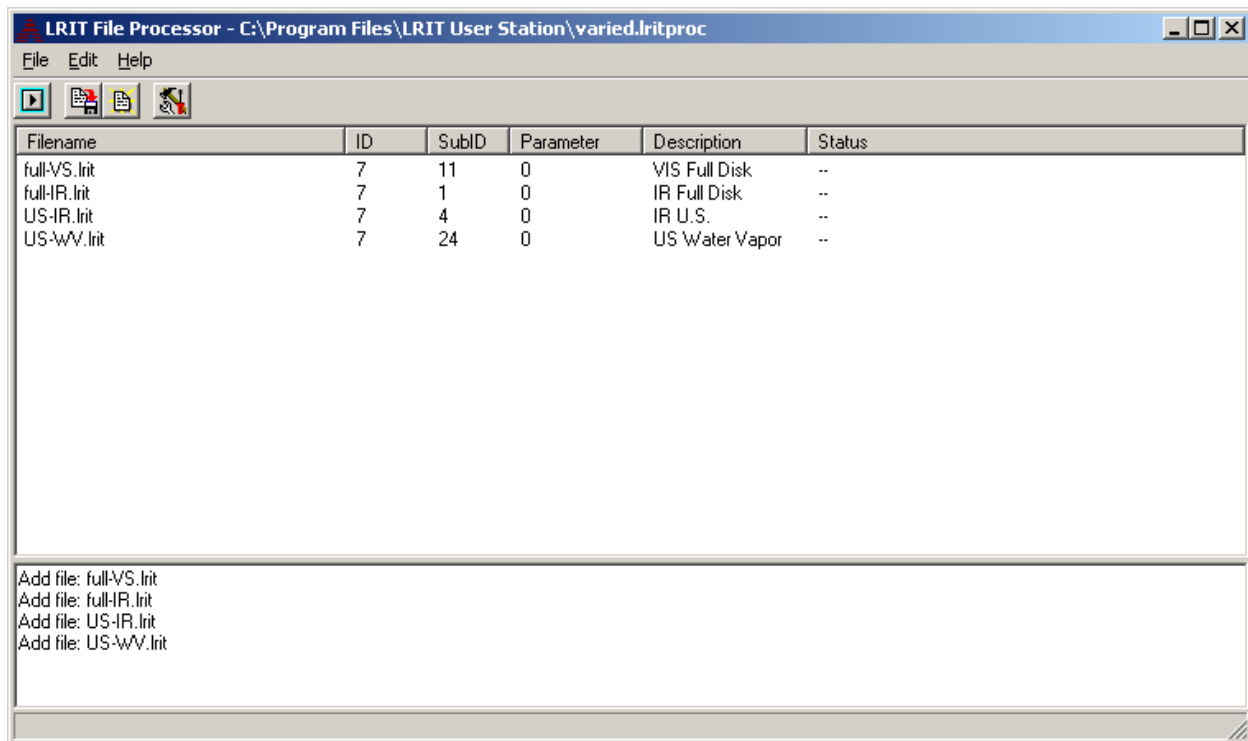 LRIT File Processor - C:\Program Files\LRIT User Station\varied.lritproc
File Edit Help
Filename ID SubID Parameter Description Status
full-VS.lrit 7 11 0 VIS Full Disk --
full-IR.lrit 7 1 0 IR Full Disk --
US-IR.lrit 7 4 0 IR U.S. --
US-WV.lrit 7 24 0 US Water Vapor --
Add file: full-VS.lrit
Add file: full-IR.lrit
Add file: US-IR.lrit
Add file: US-WV.lrit